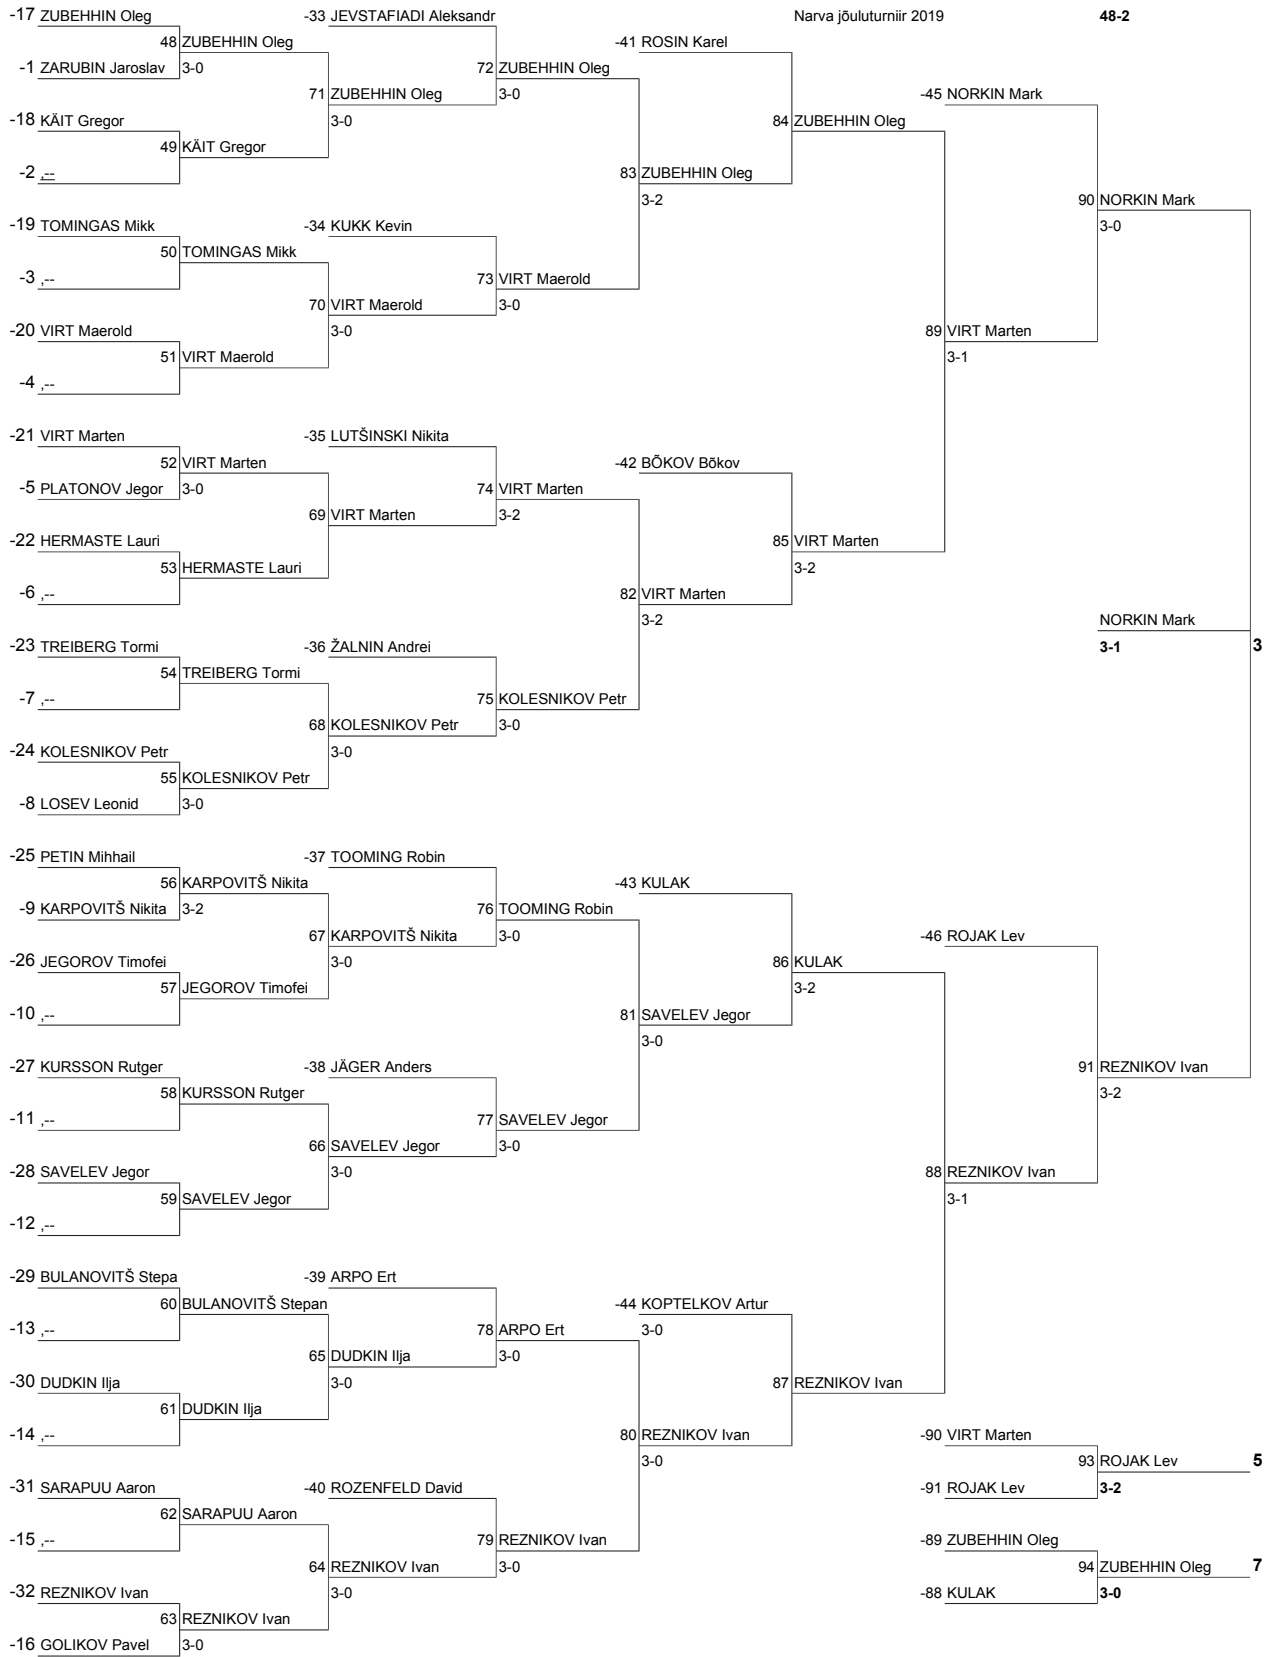 -17 ZUBEHHIN Oleg -33 JEVSTAFIADI Aleksandr Narva jõuluturniir 2019 48-2
48 ZUBEHHIN Oleg -41 ROSIN Karel
-1 ZARUBIN Jaroslav 3-0 72 ZUBEHHIN Oleg
71 ZUBEHHIN Oleg 3-0 -45 NORKIN Mark
-18 KÄIT Gregor 3-0 84 ZUBEHHIN Oleg
49 KÄIT Gregor
-2 ,-- 83 ZUBEHHIN Oleg
3-2 90 NORKIN Mark
-19 TOMINGAS Mikk -34 KUKK Kevin 3-0
50 TOMINGAS Mikk
-3 ,-- 73 VIRT Maerold
70 VIRT Maerold 3-0
-20 VIRT Maerold 3-0 89 VIRT Marten
51 VIRT Maerold 3-1
-4 ,--
-21 VIRT Marten -35 LUTŠINSKI Nikita
52 VIRT Marten -42 BÕKOV Bõkov
-5 PLATONOV Jegor 3-0 74 VIRT Marten
69 VIRT Marten 3-2
-22 HERMASTE Lauri 85 VIRT Marten
53 HERMASTE Lauri 3-2
-6 ,-- 82 VIRT Marten
3-2 NORKIN Mark
-23 TREIBERG Tormi -36 ŽALNIN Andrei 3-1 3
54 TREIBERG Tormi
-7 ,-- 75 KOLESNIKOV Petr
68 KOLESNIKOV Petr 3-0
-24 KOLESNIKOV Petr 3-0
55 KOLESNIKOV Petr
-8 LOSEV Leonid 3-0
-25 PETIN Mihhail -37 TOOMING Robin
56 KARPOVITŠ Nikita -43 KULAK
-9 KARPOVITŠ Nikita 3-2 76 TOOMING Robin
67 KARPOVITŠ Nikita 3-0 -46 ROJAK Lev
-26 JEGOROV Timofei 3-0 86 KULAK
57 JEGOROV Timofei 3-2
-10 ,-- 81 SAVELEV Jegor
3-0
-27 KURSSON Rutger -38 JÄGER Anders 91 REZNIKOV Ivan
58 KURSSON Rutger 3-2
-11 ,-- 77 SAVELEV Jegor
66 SAVELEV Jegor 3-0
-28 SAVELEV Jegor 3-0 88 REZNIKOV Ivan
59 SAVELEV Jegor 3-1
-12 ,--
-29 BULANOVITŠ Stepa -39 ARPO Ert
60 BULANOVITŠ Stepan -44 KOPTELKOV Artur
-13 ,-- 78 ARPO Ert 3-0
65 DUDKIN Ilja 3-0
-30 DUDKIN Ilja 3-0 87 REZNIKOV Ivan
61 DUDKIN Ilja
-14 ,-- 80 REZNIKOV Ivan -90 VIRT Marten
3-0 93 ROJAK Lev 5
-31 SARAPUU Aaron -40 ROZENFELD David -91 ROJAK Lev 3-2
62 SARAPUU Aaron
-15 ,-- 79 REZNIKOV Ivan -89 ZUBEHHIN Oleg
64 REZNIKOV Ivan 3-0 94 ZUBEHHIN Oleg 7
-32 REZNIKOV Ivan 3-0 -88 KULAK 3-0
63 REZNIKOV Ivan
-16 GOLIKOV Pavel 3-0